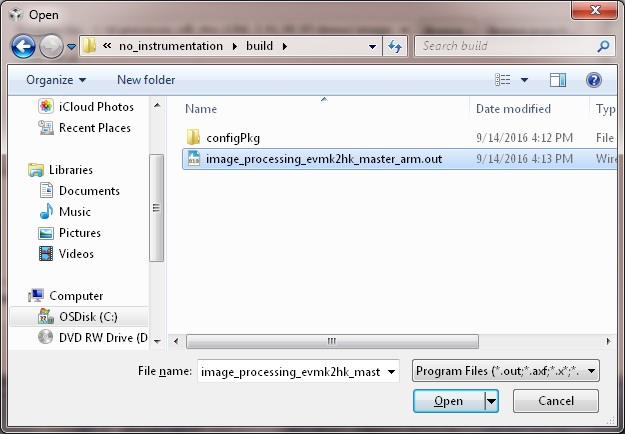 Open
« no_instrumentation ▸ build ▸
Search build
Organize
New folder
Name
Date modified
Typ
iCloud Photos
Recent Places
Libraries
Documents
Music
Pictures
Videos
Computer
OSDisk (C:)
DVD RW Drive (D
configPkg 9/14/2016 4:12 PM File
image_processing_evmk2hk_master_arm.out 9/14/2016 4:13 PM Wire
File name: image_processing_evmk2hk_mast
Program Files (*.out;*.axf;*.x*;*.
Open
Cancel